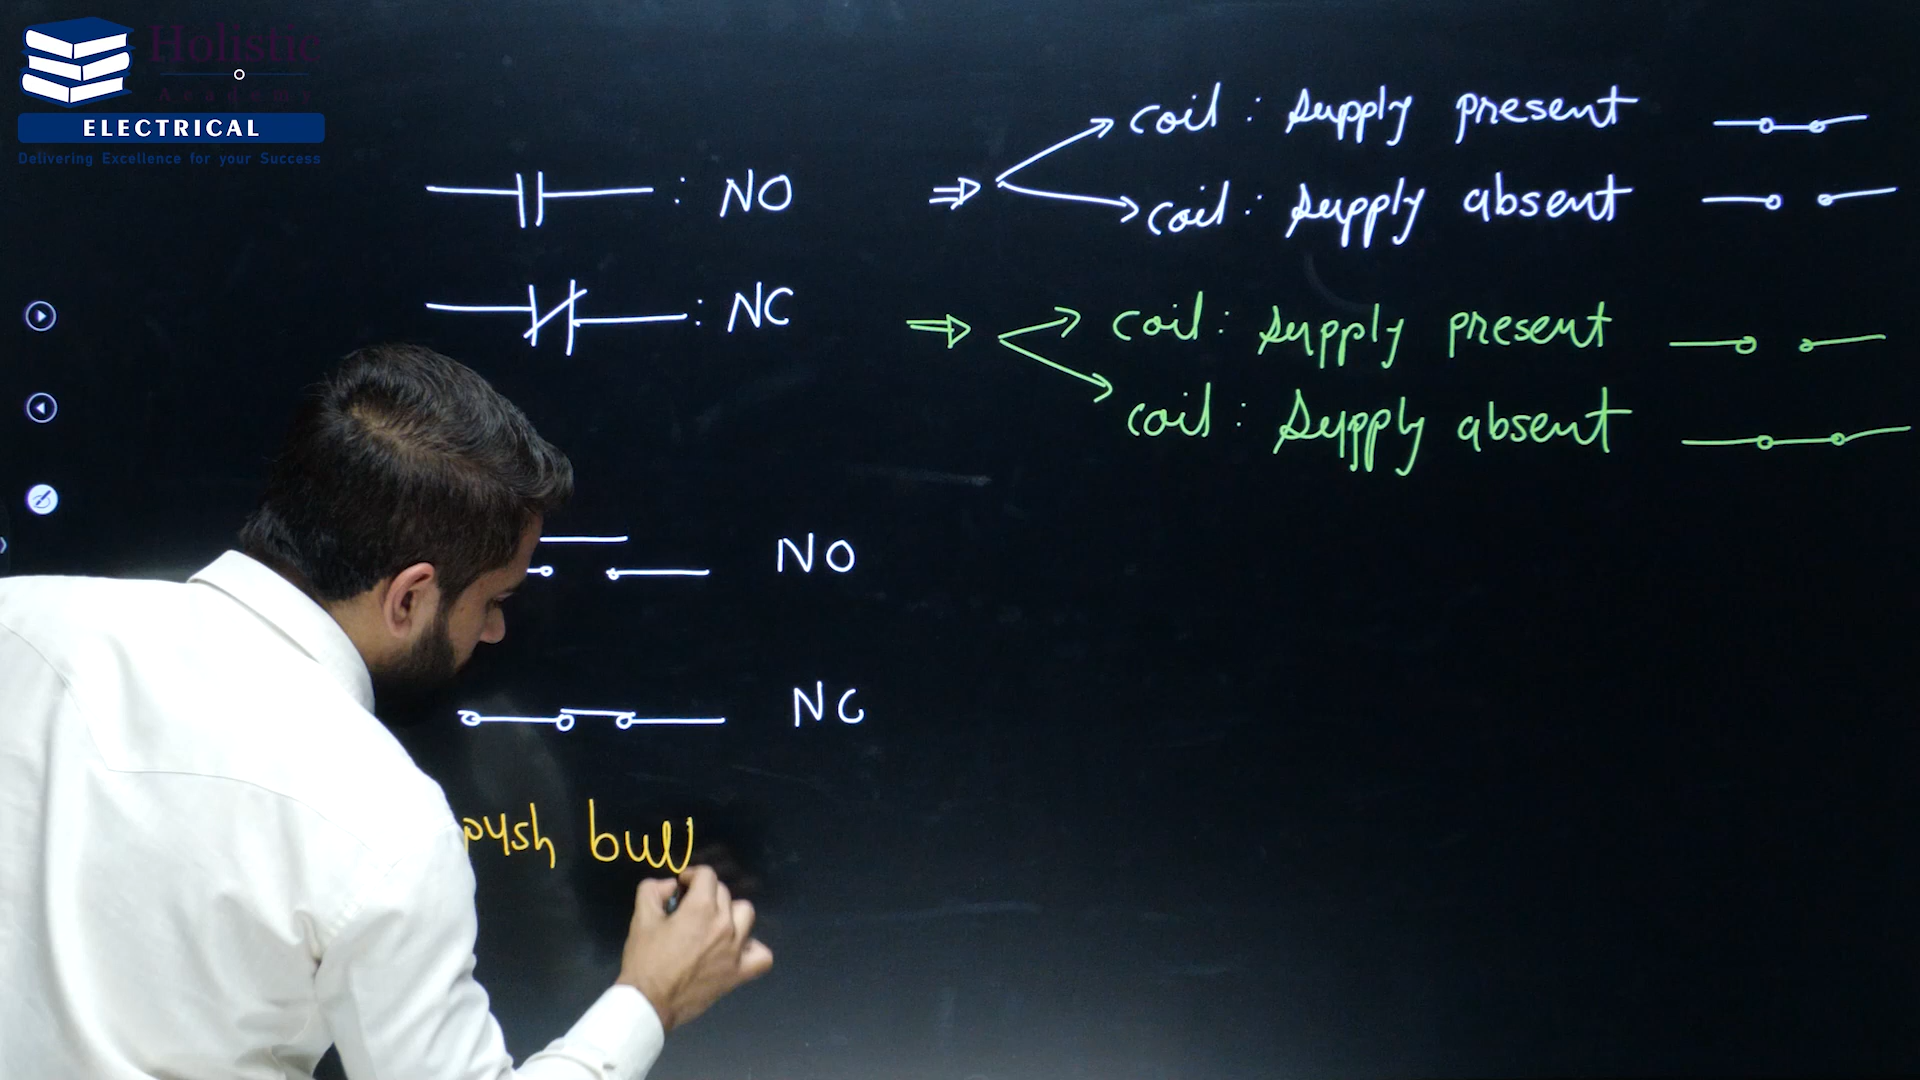 Holistic
Academy
ELECTRICAL
Delivering Excellence for your Success
: NO
coil : supply present
coil : supply absent
: NC
coil : supply present
coil : supply absent
NO
NC
push